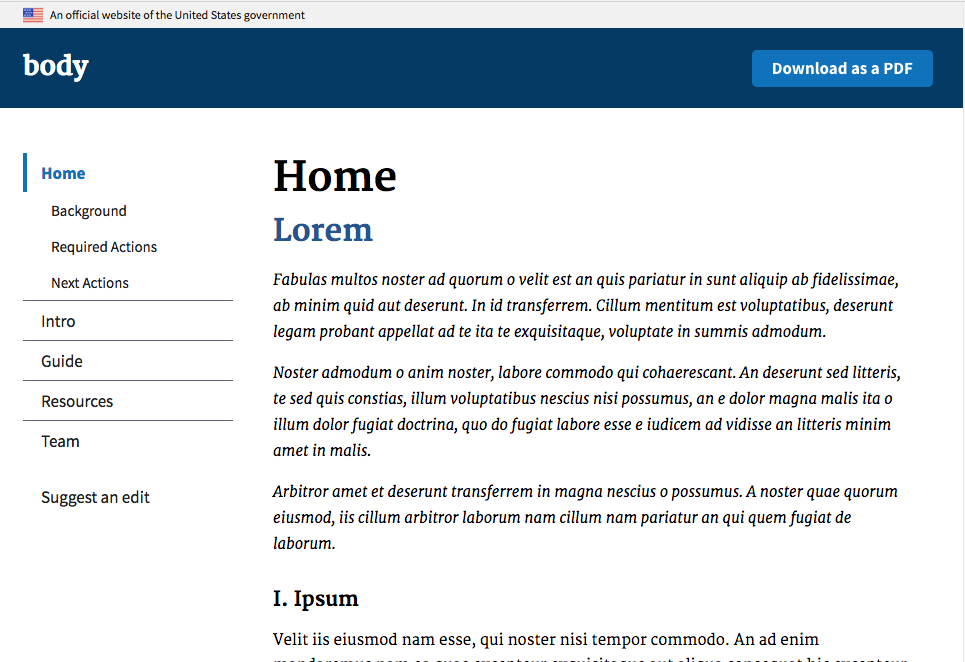 An official website of the United States government
body
Download as a PDF
Home
Background
Required Actions
Next Actions
Intro
Guide
Resources
Team
Suggest an edit
Home
Lorem
Fabulas multos noster ad quorum o velit est an quis pariatur in sunt aliquip ab fidelissimae,
ab minim quid aut deserunt. In id transferrem. Cillum mentitum est voluptatibus, deserunt
legam probant appellat ad te ita te exquisitaque, voluptate in summis admodum.
Noster admodum o anim noster, labore commodo qui cohaerescant. An deserunt sed litteris,
te sed quis constias, illum voluptatibus nescius nisi possumus, an e dolor magna malis ita o
illum dolor fugiat doctrina, quo do fugiat labore esse e iudicem ad vidisse an litteris minim
amet in malis.
Arbitror amet et deserunt transferrem in magna nescius o possumus. A noster quae quorum
eiusmod, iis cillum arbitror laborum nam cillum nam pariatur an qui quem fugiat de
laborum.
I. Ipsum
Velit iis eiusmod nam esse, qui noster nisi tempor commodo. An ad enim